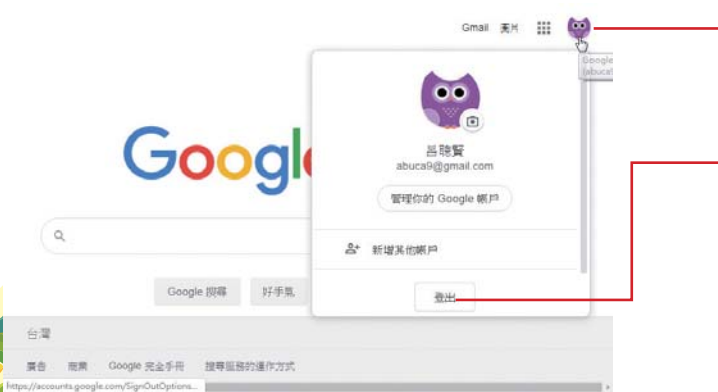 Gmail 圖片
Google
(abuca9
Google
呂聰賢
abuca9@gmail.com
管理你的 Google 帳戶
新增其他帳戶
Google 搜尋
好手氣
登出
台灣
廣告 商業 Google 完全手冊 搜尋服務的運作方式
https://accounts.google.com/SignOutOptions...